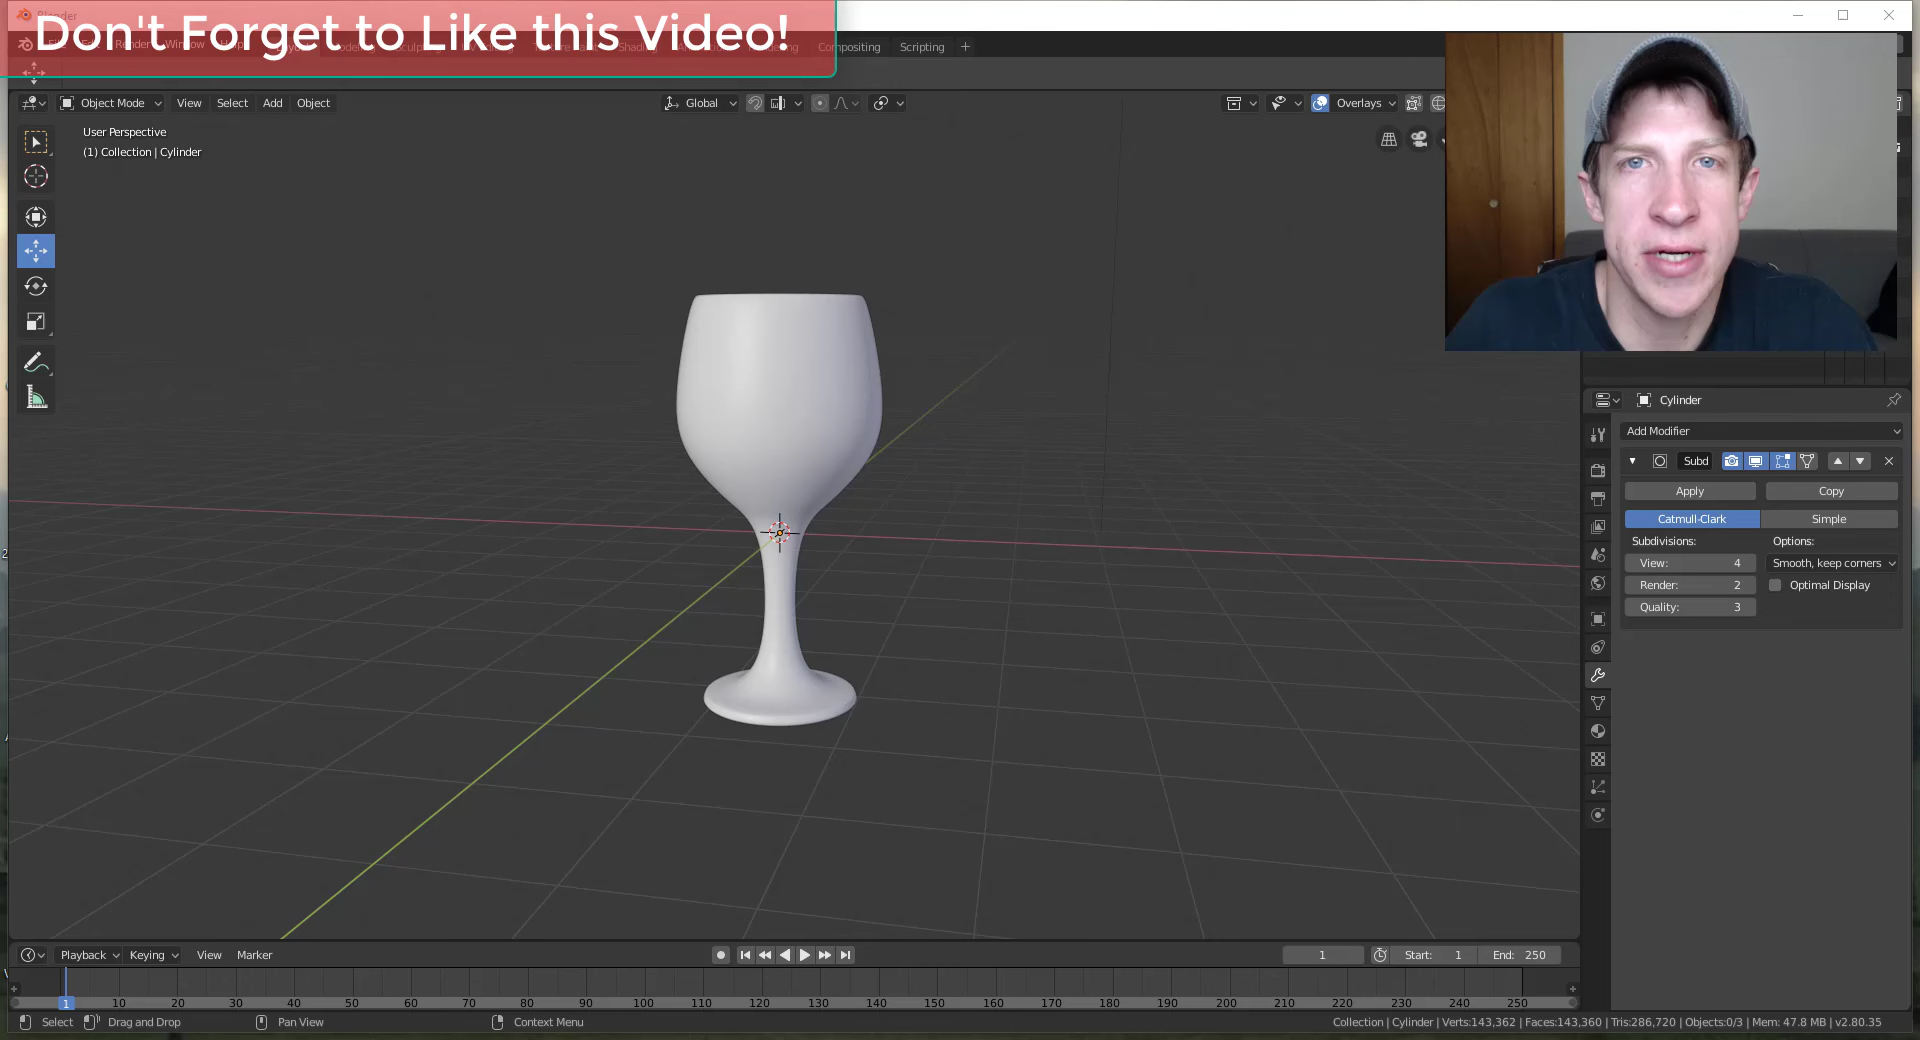 Don't Forget to Like this Video!
Compositing
Scripting
+
Object Mode
View
Select
Add
Object
Global
Overlays
User Perspective
(1) Collection | Cylinder
Cylinder
Add Modifier
Subd
Apply
Copy
Catmull-Clark
Simple
Subdivisions:
Options:
View: 4
Smooth, keep corners
Render: 2
Optimal Display
Quality: 3
Playback
Keying
View
Marker
1
Start: 1
End: 250
1 10 20 30 40 50 60 70 80 90 100 110 120 130 140 150 160 170 180 190 200 210 220 230 240 250
Select
Drag and Drop
Pan View
Context Menu
Collection | Cylinder | Verts:143,362 | Faces:143,360 | Tris:286,720 | Objects:0/3 | Mem: 47.8 MB | v2.80.35